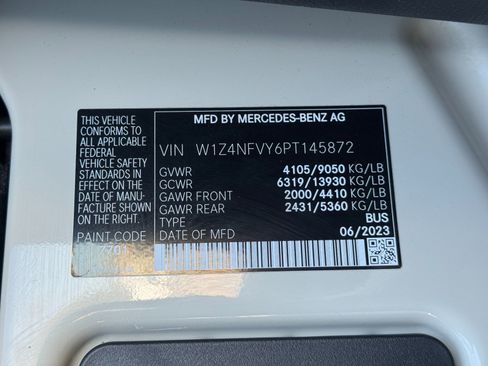 MFD BY MERCEDES-BENZ AG
THIS VEHICLE
CONFORMS TO
ALL APPLICABLE
FEDERAL VEHICLE
SAFETY STANDARDS
IN EFFECT ON THE
DATE OF MANU-
FACTURE SHOWN
ON THE RIGHT.
PAINT CODE
VIN W1Z4NFVY6PT145872
GVWR 4105/9050 KG/LB
GCWR 6319/13930 KG/LB
GAWR FRONT 2000/4410 KG/LB
GAWR REAR 2431/5360 KG/LB
TYPE BUS
DATE OF MFD 06/2023